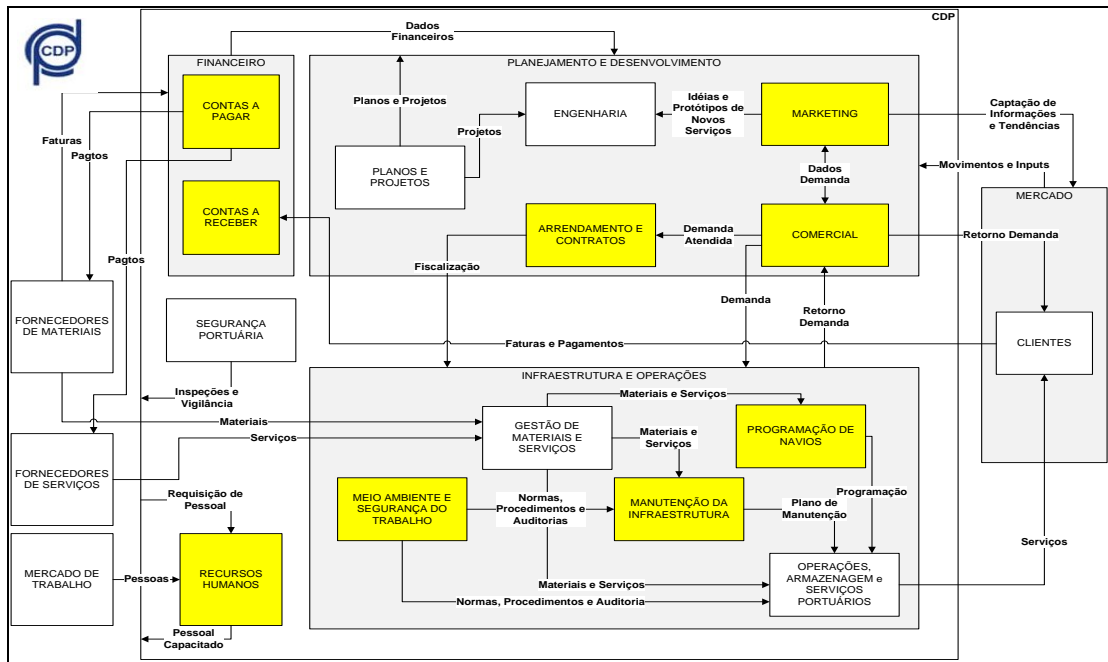 CDP
CDP
Dados
Financeiros
FINANCEIRO
PLANEJAMENTO E DESENVOLVIMENTO
CONTAS A
PAGAR
Planos e Projetos
ENGENHARIA
Idéias e
Protótipos de
Novos
Serviços
MARKETING
Captação de
Informações
e Tendências
Faturas
Pagtos
Projetos
PLANOS E
PROJETOS
Dados
Demanda
Movimentos e Inputs
MERCADO
CONTAS A
RECEBER
ARRENDAMENTO E
CONTRATOS
Demanda
Atendida
COMERCIAL
Retorno Demanda
Pagtos
Fiscalização
FORNECEDORES
DE MATERIAIS
SEGURANÇA
PORTUÁRIA
Demanda
Retorno
Demanda
Faturas e Pagamentos
CLIENTES
INFRAESTRUTURA E OPERAÇÕES
Inspeções e
Vigilância
Materiais e Serviços
Materiais
GESTÃO DE
MATERIAIS E
SERVIÇOS
PROGRAMAÇÃO DE
NAVIOS
Serviços
Materiais e
Serviços
FORNECEDORES
DE SERVIÇOS
Requisição de
Pessoal
MEIO AMBIENTE E
SEGURANÇA DO
TRABALHO
Normas,
Procedimentos e
Auditorias
MANUTENÇÃO DA
INFRAESTRUTURA
Programação
Plano de
Manutenção
Serviços
MERCADO DE
TRABALHO
Pessoas
RECURSOS
HUMANOS
Materiais e Serviços
OPERAÇÕES,
ARMAZENAGEM e
SERVIÇOS
PORTUÁRIOS
Normas, Procedimentos e Auditoria
Pessoal
Capacitado